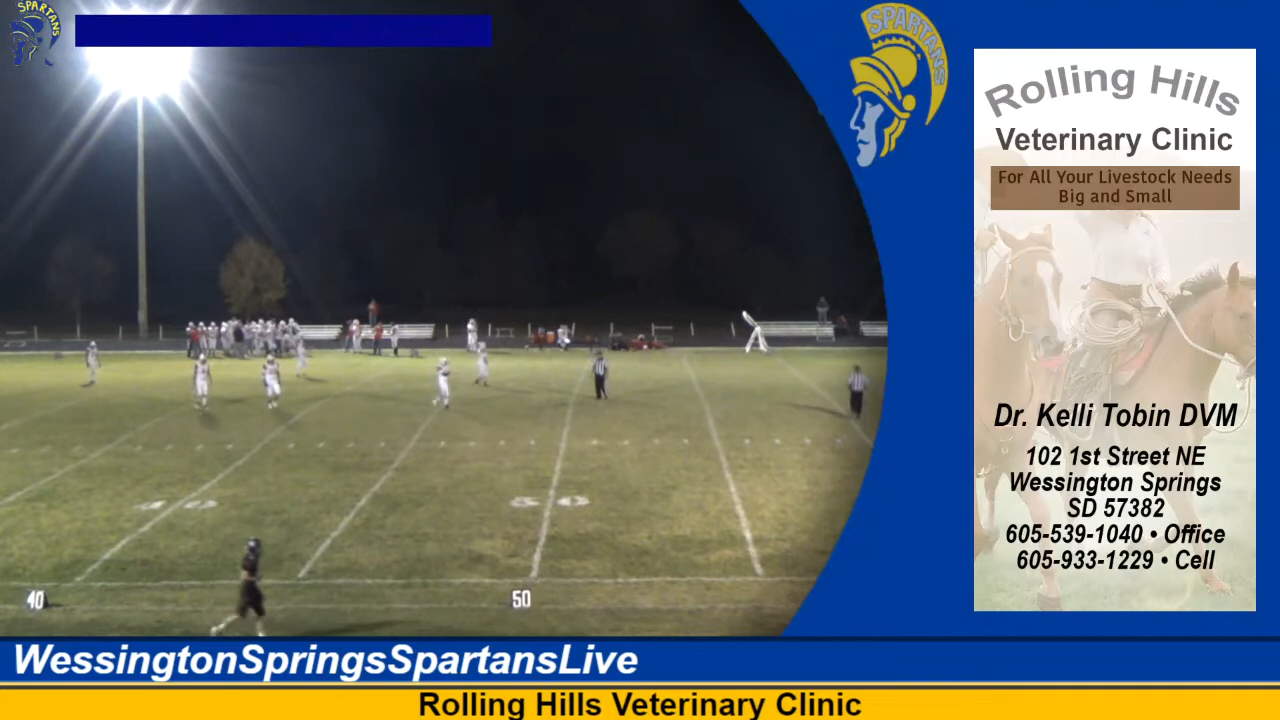 SPARTANS
SPARTANS
Rolling Hills
Veterinary Clinic
For All Your Livestock Needs
Big and Small
Dr. Kelli Tobin DVM
102 1st Street NE
Wessington Springs
SD 57382
605-539-1040 • Office
605-933-1229 • Cell
40
50
40
50
WessingtonSpringsSpartansLive
Rolling Hills Veterinary Clinic